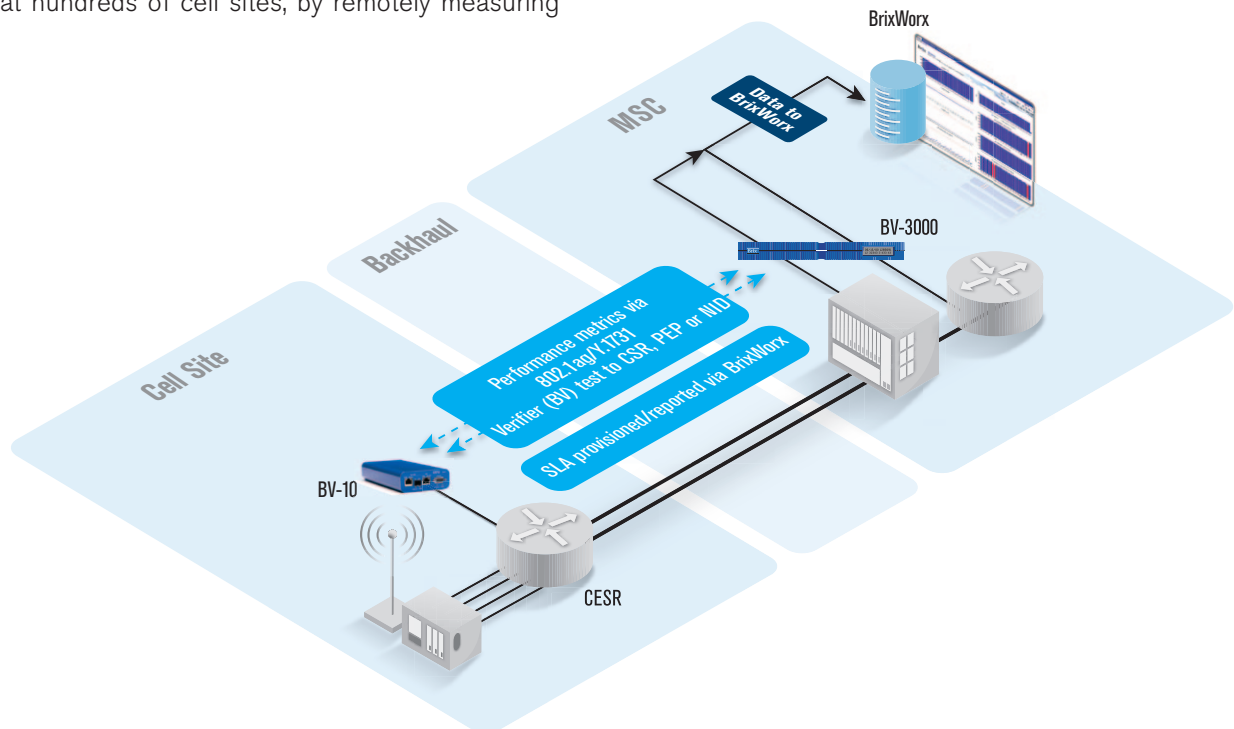 at hundreds of cell sites, by remotely measuring
BrixWorx
MSC
Data to
BrixWorx
Backhaul
BV-3000
Cell Site
Performance metrics via
802.1ag/Y.1731
Verifier (BV) test to CSR, PEP or NID
SLA provisioned/reported via BrixWorx
BV-10
CESR